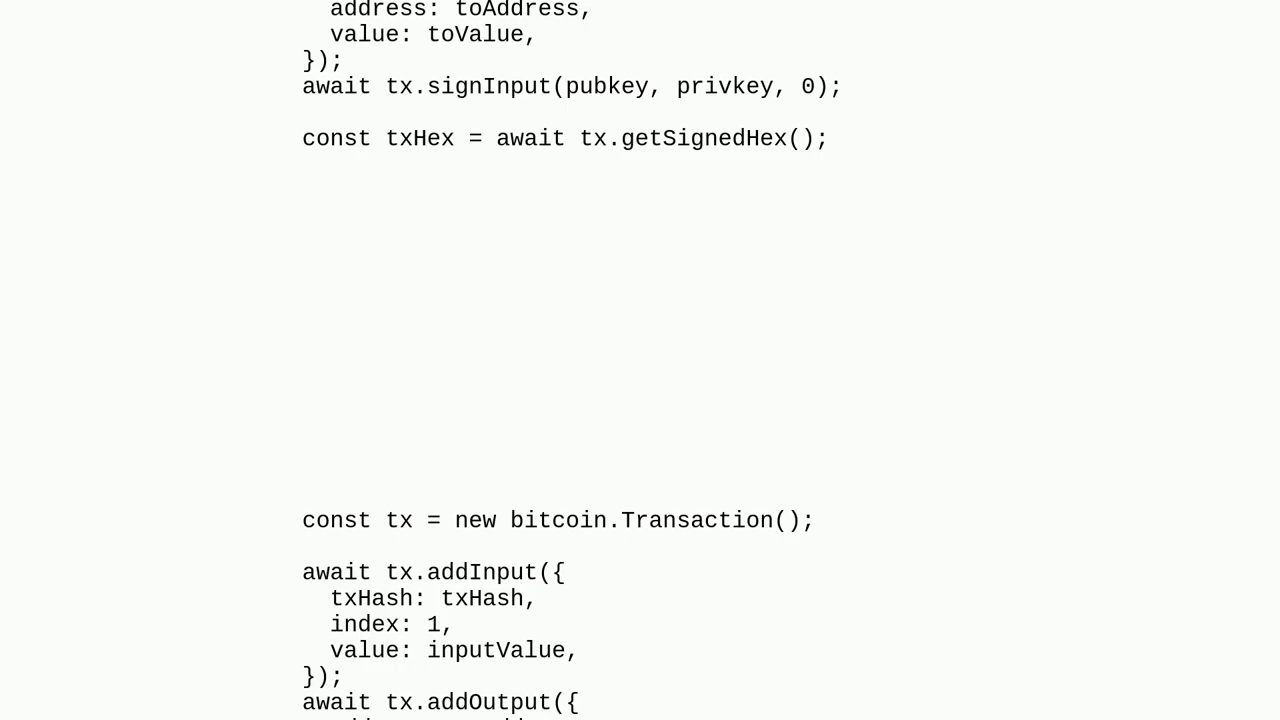 address: toAddress,
value: toValue,
});
await tx.signInput(pubkey, privkey, 0);
const txHex = await tx.getSignedHex();
const tx = new bitcoin.Transaction();
await tx.addInput({
txHash: txHash,
index: 1,
value: inputValue,
});
await tx.addOutput({